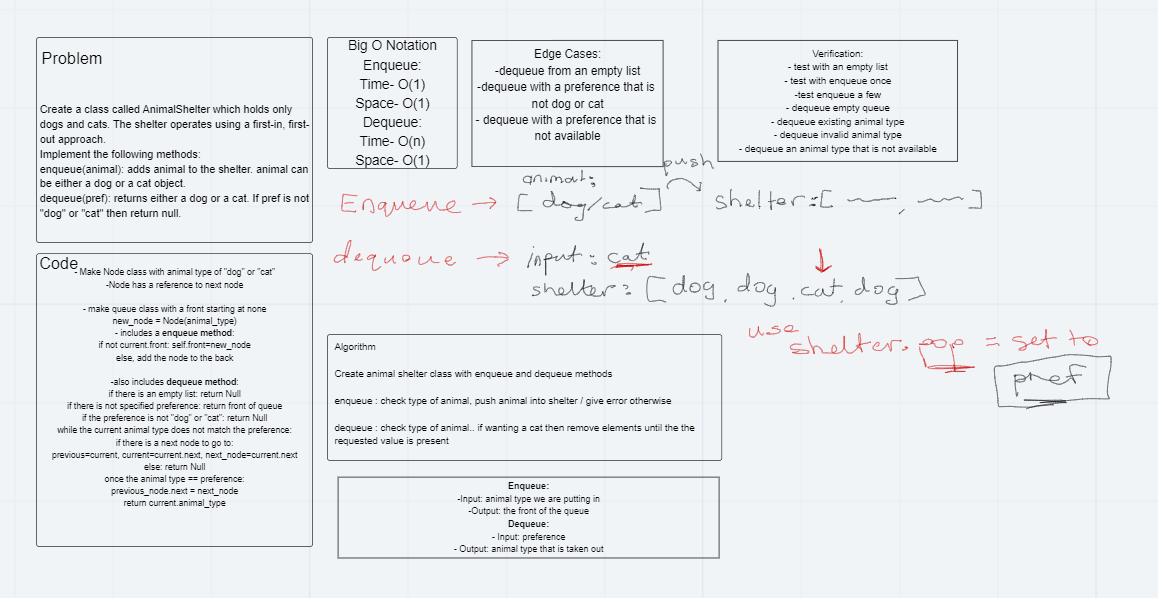 Problem
Create a class called AnimalShelter which holds only
dogs and cats. The shelter operates using a first-in, first-
out approach.
Implement the following methods:
enqueue(animal): adds animal to the shelter. animal can
be either a dog or a cat object.
dequeue(pref): returns either a dog or a cat. If pref is not
"dog" or "cat" then return null.
Big O Notation
Enqueue:
Time- O(1)
Space- O(1)
Dequeue:
Time- O(n)
Space- O(1)
Edge Cases:
-dequeue from an empty list
-dequeue with a preference that is
not dog or cat
- dequeue with a preference that is
not available
Verification:
- test with an empty list
- test with enqueue once
-test enqueue a few
- dequeue empty queue
- dequeue existing animal type
- dequeue invalid animal type
- dequeue an animal type that is not available
push
animal:
Enqueue → [dog/cat] shelter:[ , ]
dequeue → input: cat
shelter: [dog, dog, cat, dog]
use
shelter.pop = set to
pref
Code
- Make Node class with animal type of "dog" or "cat"
-Node has a reference to next node
- make queue class with a front starting at none
new_node = Node(animal_type)
- includes a enqueue method:
if not current.front: self.front=new_node
else, add the node to the back
-also includes dequeue method:
if there is an empty list: return Null
if there is not specified preference: return front of queue
if the preference is not "dog" or "cat": return Null
while the current animal type does not match the preference:
if there is a next node to go to:
previous=current, current=current.next, next_node=current.next
else: return Null
once the animal type == preference:
previous_node.next = next_node
return current.animal_type
Algorithm
Create animal shelter class with enqueue and dequeue methods
enqueue : check type of animal, push animal into shelter / give error otherwise
dequeue : check type of animal.. if wanting a cat then remove elements until the the
requested value is present
Enqueue:
-Input: animal type we are putting in
-Output: the front of the queue
Dequeue:
- Input: preference
- Output: animal type that is taken out